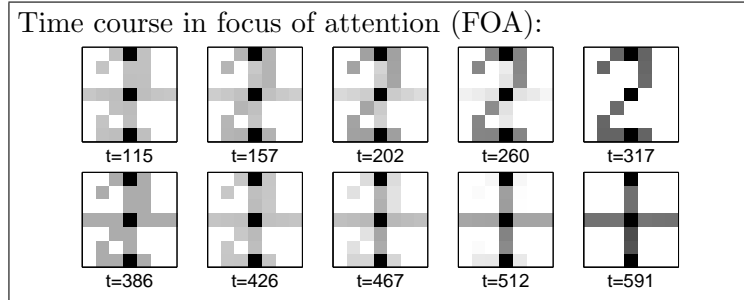 Time course in focus of attention (FOA):
t=115 t=157 t=202 t=260 t=317
t=386 t=426 t=467 t=512 t=591